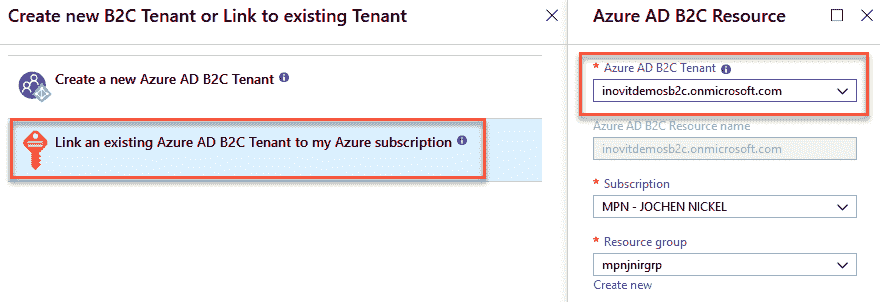 Create new B2C Tenant or Link to existing Tenant
Create a new Azure AD B2C Tenant
Link an existing Azure AD B2C Tenant to my Azure subscription
Azure AD B2C Resource
* Azure AD B2C Tenant
inovitdemosb2c.onmicrosoft.com
Azure AD B2C Resource name
inovitdemosb2c.onmicrosoft.com
* Subscription
MPN - JOCHEN NICKEL
* Resource group
mpnjnirgrp
Create new